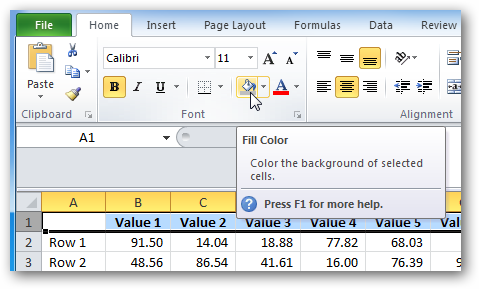 File Home Insert Page Layout Formulas Data Review
Calibri 11 A A
Paste B I U A
Clipboard Font Alignment
A1
Fill Color
Color the background of selected
cells.
Press F1 for more help.
A B C
1 Value 1 Value 2 Value 3 Value 4 Value 5
2 Row 1 91.50 14.04 18.88 77.82 68.03
3 Row 2 48.56 86.54 41.61 16.00 76.39 9